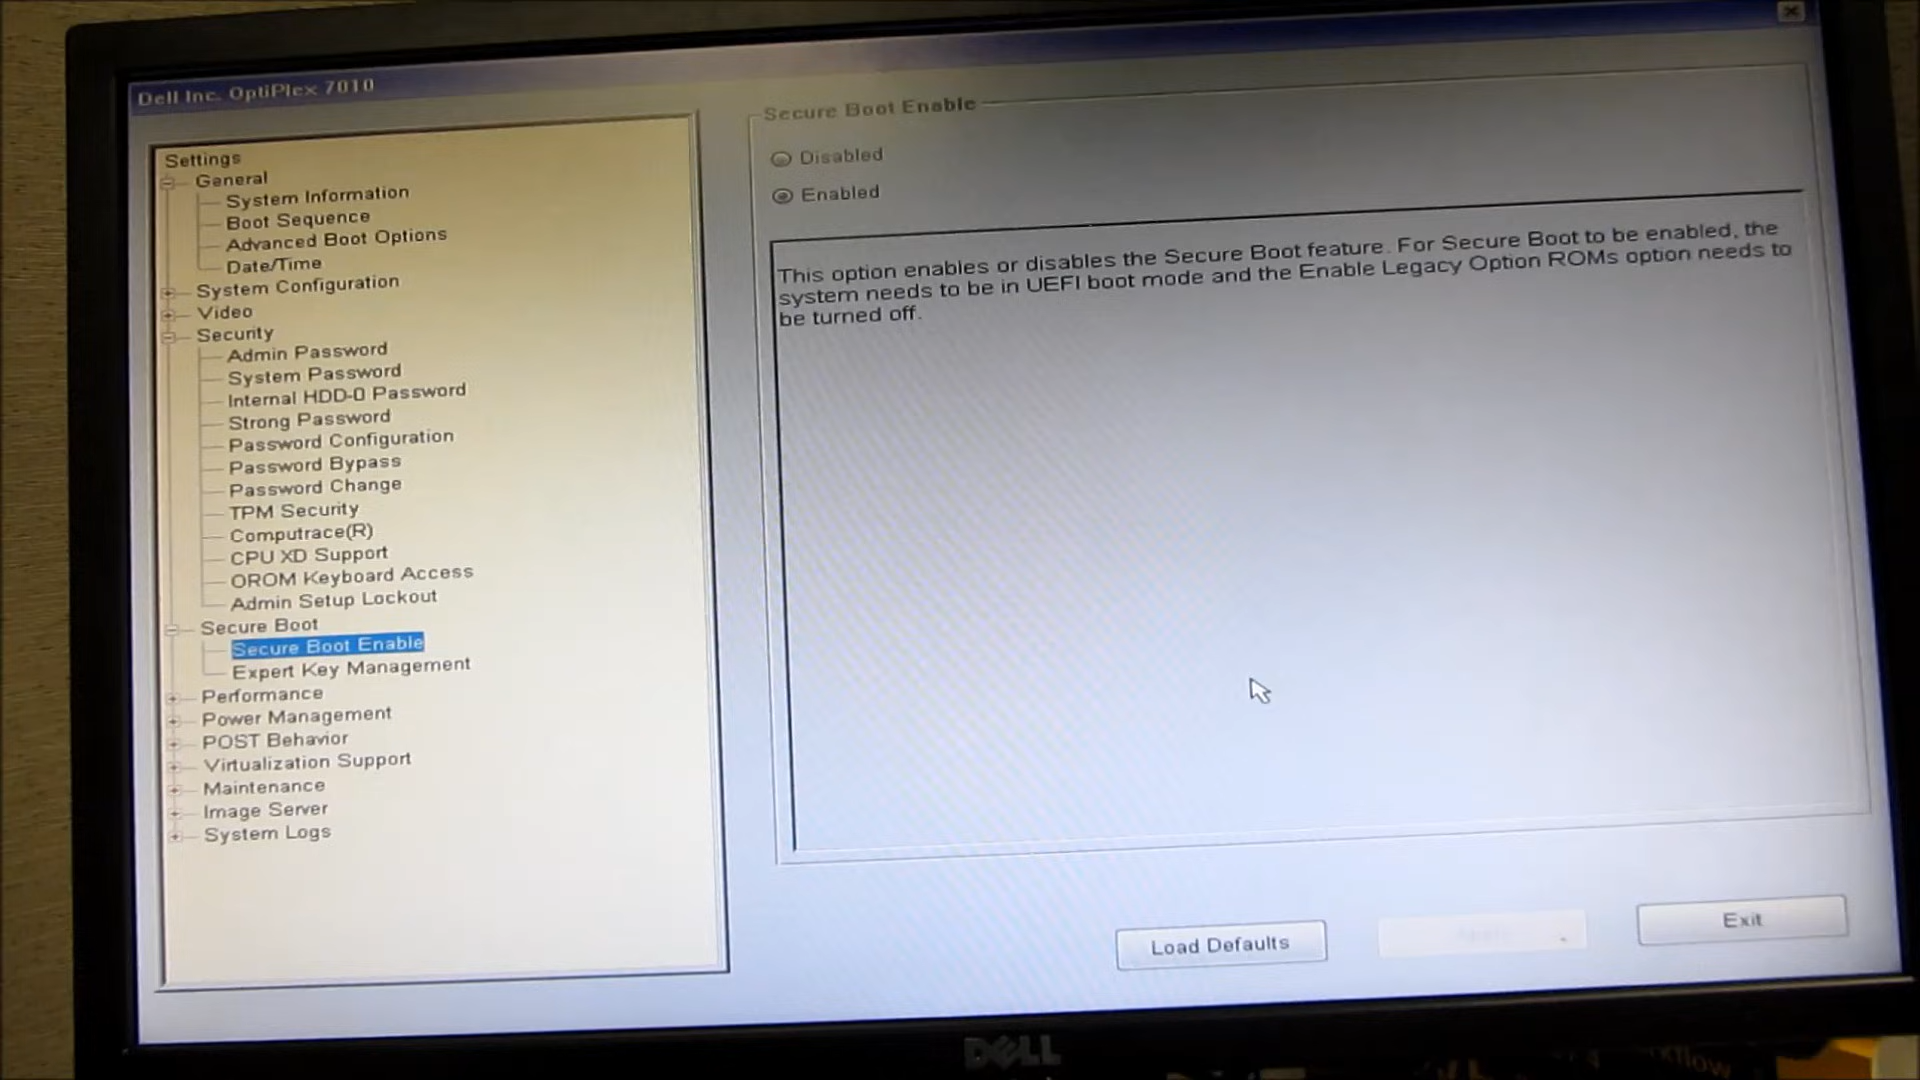 Dell Inc. OptiPlex 7010
Settings
General
System Information
Boot Sequence
Advanced Boot Options
Date/Time
System Configuration
Video
Security
Admin Password
System Password
Internal HDD-0 Password
Strong Password
Password Configuration
Password Bypass
Password Change
TPM Security
Computrace(R)
CPU XD Support
OROM Keyboard Access
Admin Setup Lockout
Secure Boot
Secure Boot Enable
Expert Key Management
Performance
Power Management
POST Behavior
Virtualization Support
Maintenance
Image Server
System Logs
Secure Boot Enable
Disabled
Enabled
This option enables or disables the Secure Boot feature. For Secure Boot to be enabled, the
system needs to be in UEFI boot mode and the Enable Legacy Option ROMs option needs to
be turned off.
Load Defaults
Exit
DELL